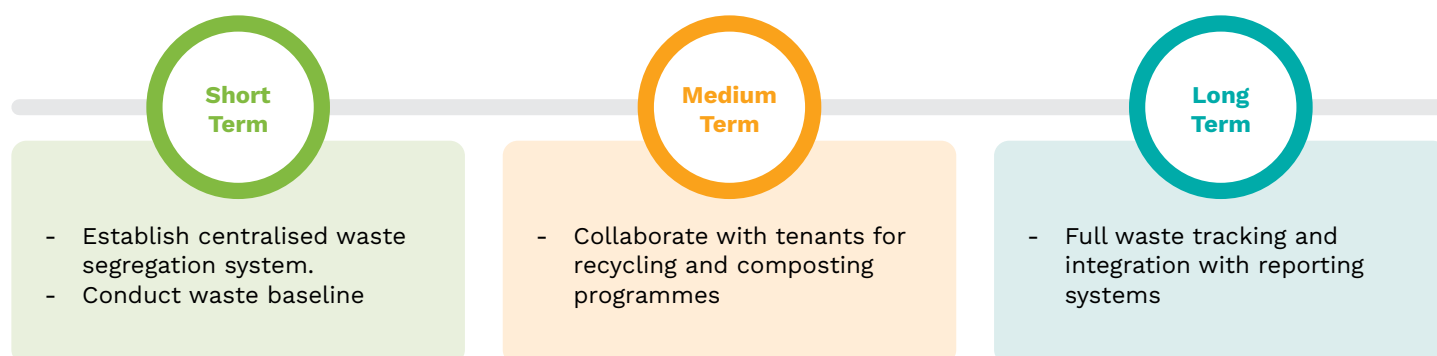 Short
Term
- Establish centralised waste
segregation system.
- Conduct waste baseline
Medium
Term
- Collaborate with tenants for
recycling and composting
programmes
Long
Term
- Full waste tracking and
integration with reporting
systems